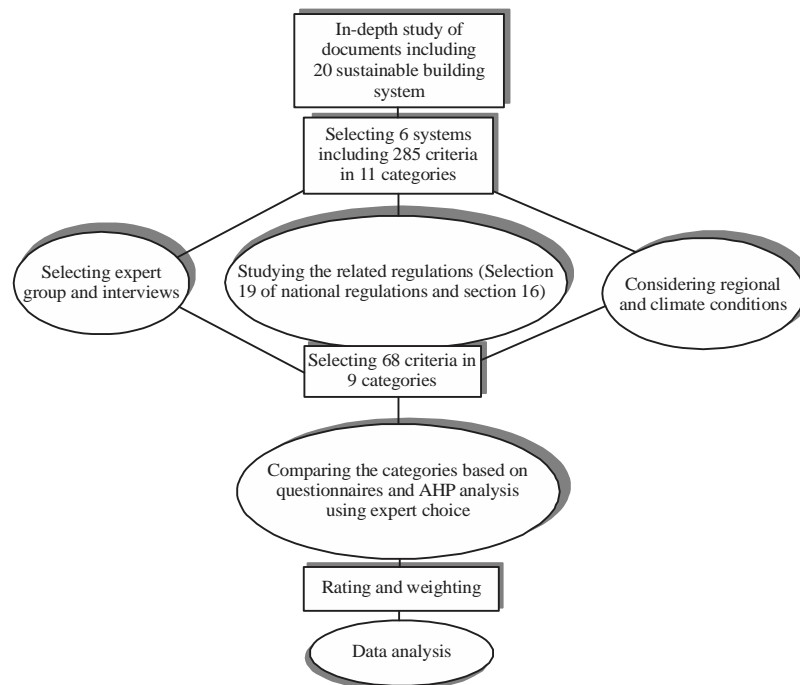 In-depth study of
documents including
20 sustainable building
system
Selecting 6 systems
including 285 criteria
in 11 categories
Selecting expert
group and interviews
Studying the related regulations (Selection
19 of national regulations and section 16)
Considering regional
and climate conditions
Selecting 68 criteria in
9 categories
Comparing the categories based on
questionnaires and AHP analysis
using expert choice
Rating and weighting
Data analysis